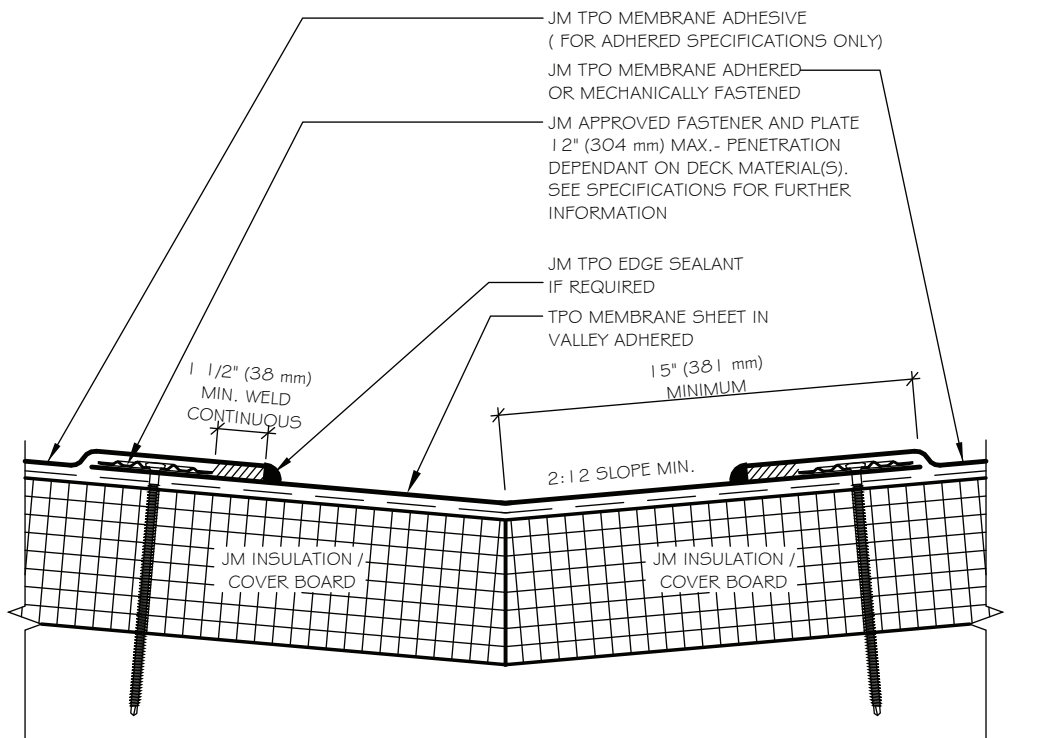 JM TPO MEMBRANE ADHESIVE
( FOR ADHERED SPECIFICATIONS ONLY)
JM TPO MEMBRANE ADHERED
OR MECHANICALLY FASTENED
JM APPROVED FASTENER AND PLATE
12" (304 mm) MAX.- PENETRATION
DEPENDANT ON DECK MATERIAL(S).
SEE SPECIFICATIONS FOR FURTHER
INFORMATION
JM TPO EDGE SEALANT
IF REQUIRED
TPO MEMBRANE SHEET IN
VALLEY ADHERED
1 1/2" (38 mm)
MIN. WELD
CONTINUOUS
15" (381 mm)
MINIMUM
2:12 SLOPE MIN.
JM INSULATION /
COVER BOARD
JM INSULATION /
COVER BOARD